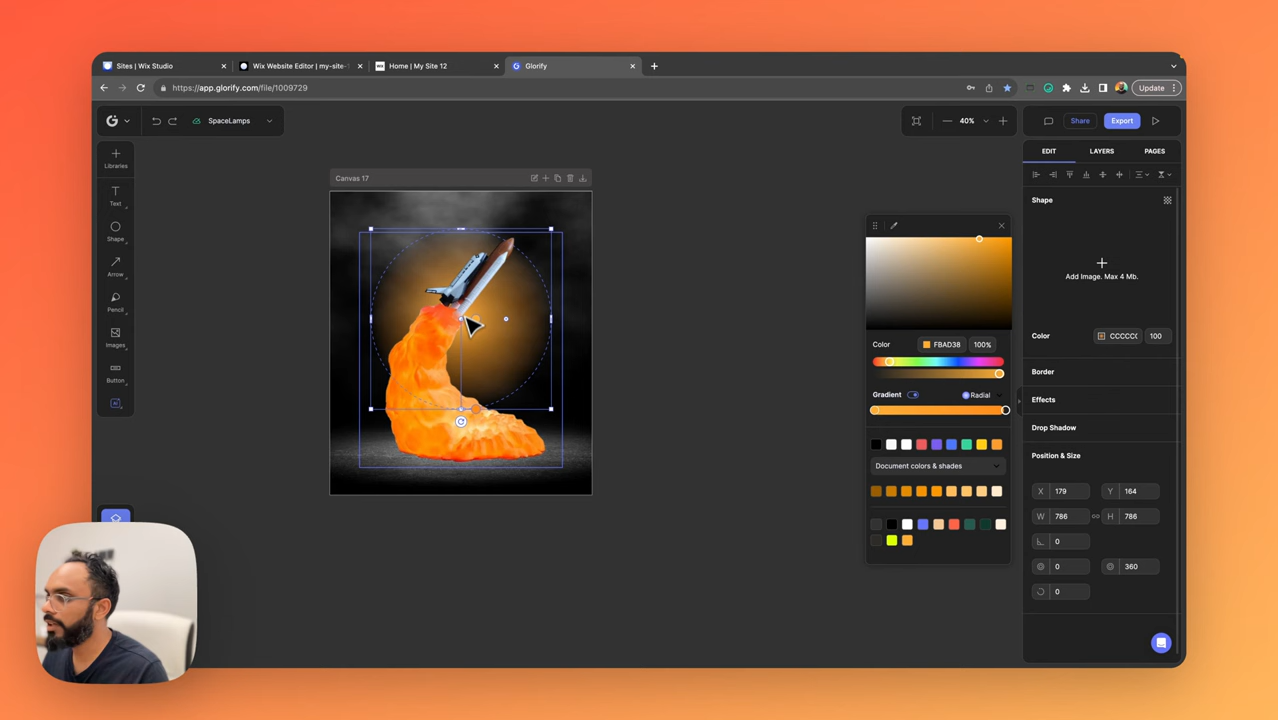 Sites | Wix Studio
Wix Website Editor | my-site-
Home | My Site 12
Glorify
https://app.glorify.com/file/1009729
Update
SpaceLamps
40%
Share
Export
Libraries
Text
Shape
Arrow
Pencil
Images
Button
AI
Canvas 17
EDIT
LAYERS
PAGES
Shape
Add Image. Max 4 Mb.
Color
CCCCC
100
Border
Effects
Drop Shadow
Position & Size
X 179
Y 164
W 786
H 786
0
0
360
0
Color
FBAD38
100%
Gradient
Radial
Document colors & shades